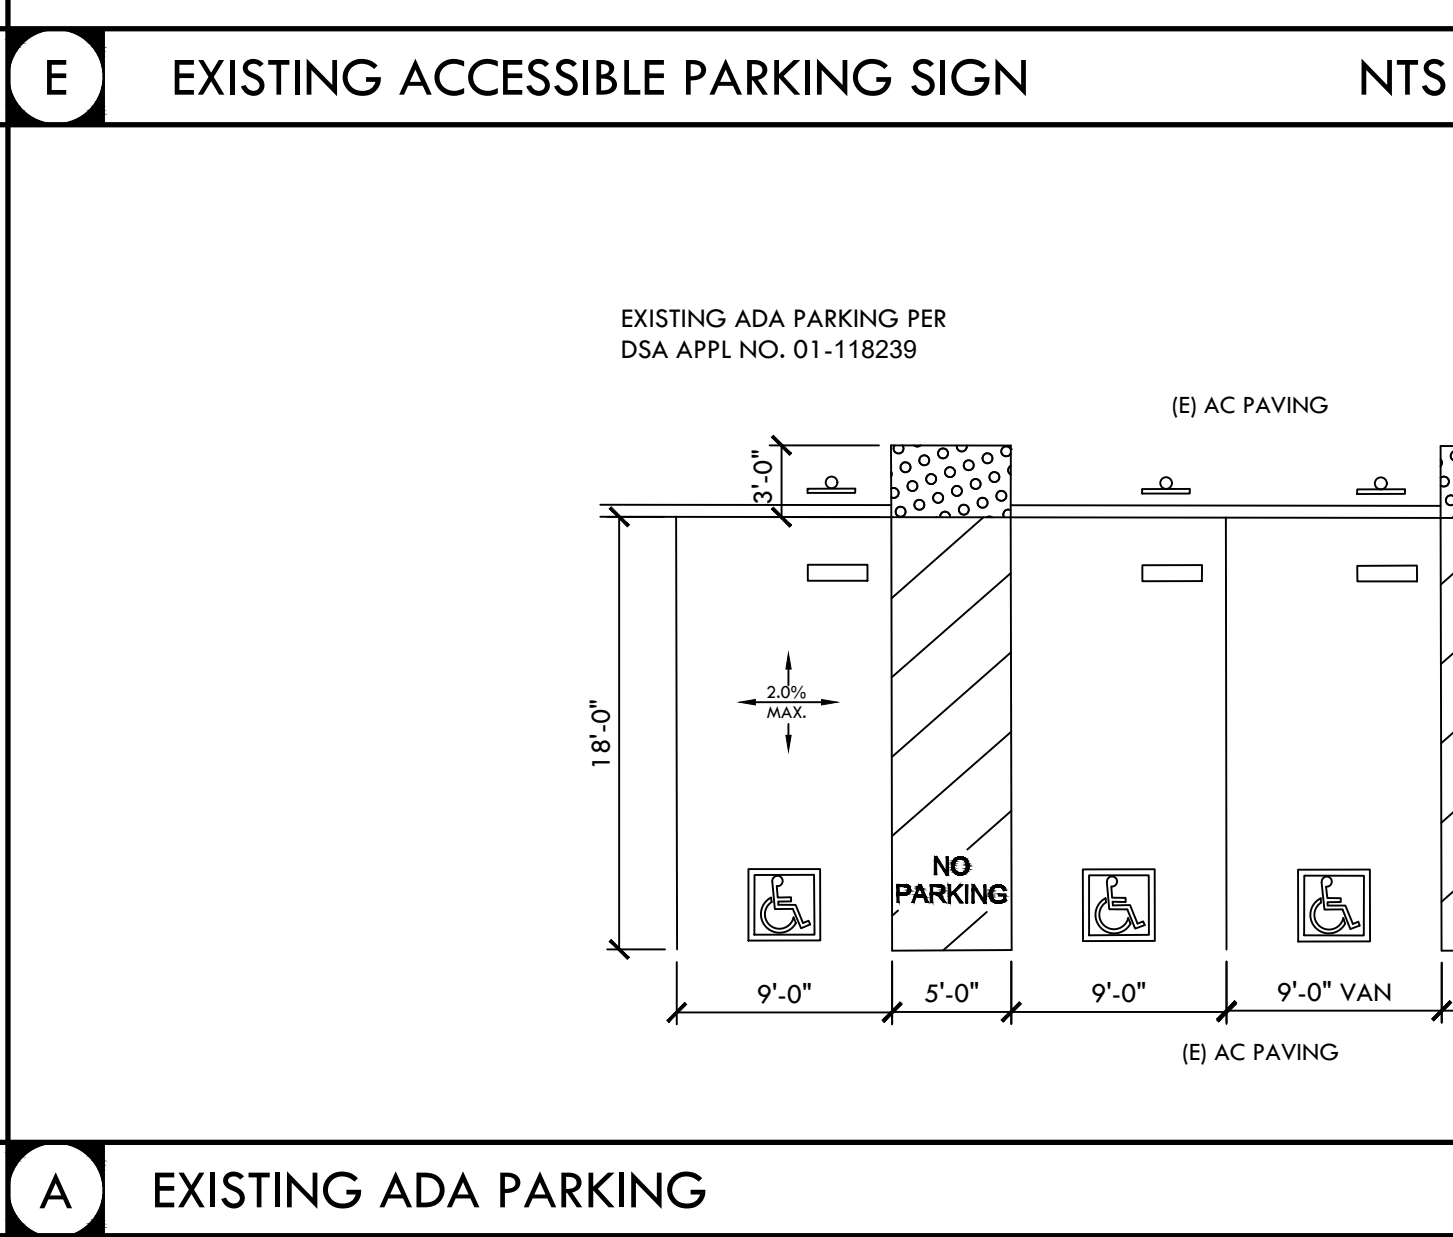 E
EXISTING ACCESSIBLE PARKING SIGN
NTS
EXISTING ADA PARKING PER
DSA APPL NO. 01-118239
(E) AC PAVING
3'-0"
2.0%
MAX.
18'-0"
NO
PARKING
9'-0"
5'-0"
9'-0"
9'-0" VAN
(E) AC PAVING
A
EXISTING ADA PARKING